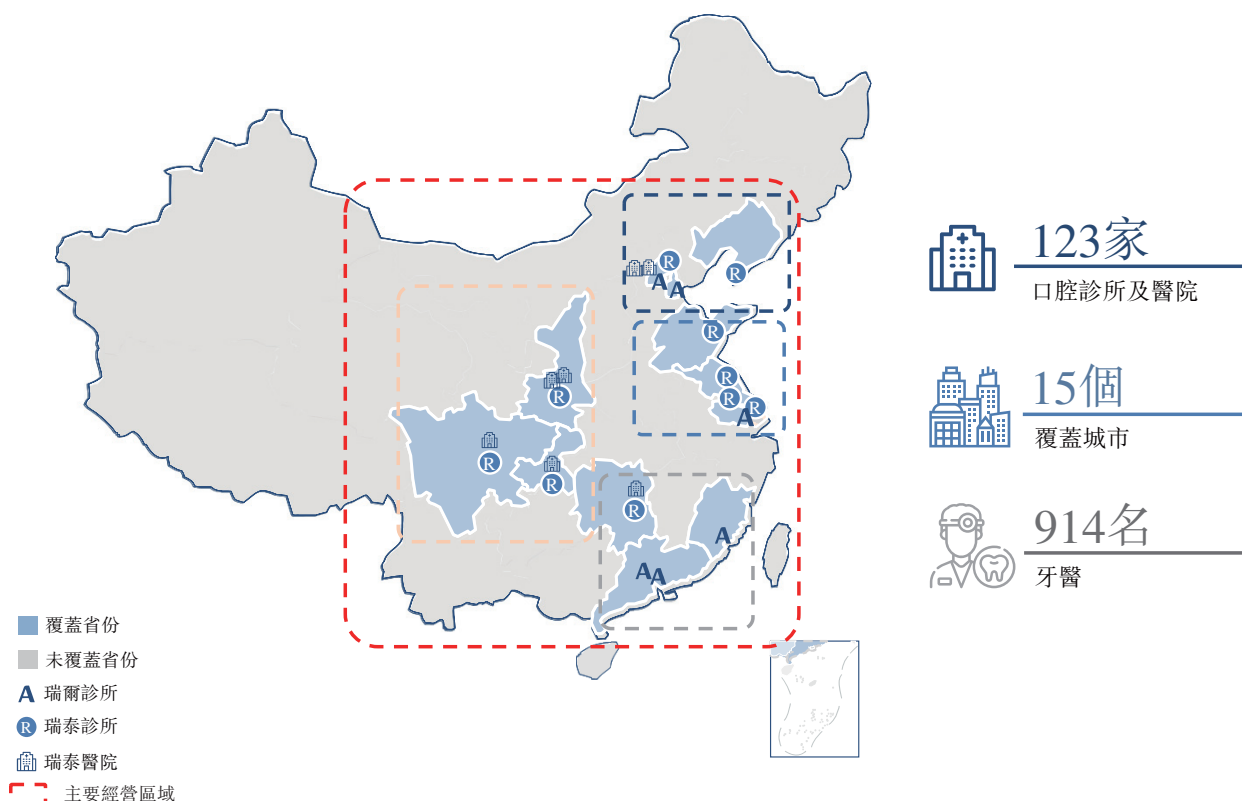 123家
口腔診所及醫院
15個
覆蓋城市
914名
牙醫
R
A
A
R
R
R
R
R
A
R
R
R
R
A
A
A
覆蓋省份
未覆蓋省份
A 瑞爾診所
R 瑞泰診所
瑞泰醫院
主要經營區域